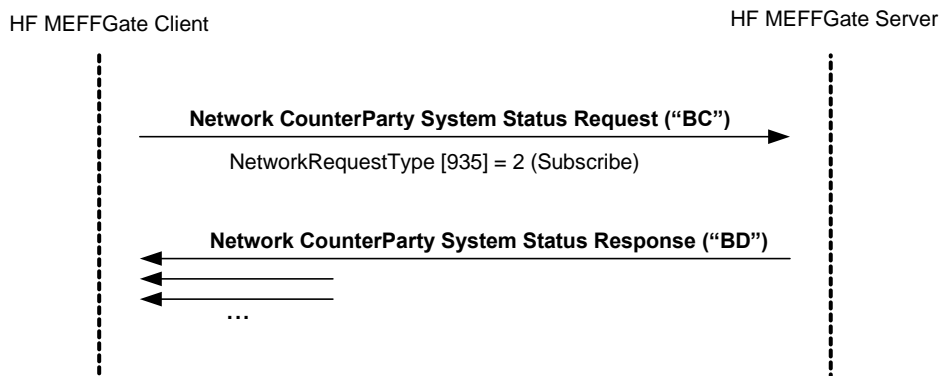 HF MEFFGate Client
HF MEFFGate Server
Network CounterParty System Status Request (“BC”)
NetworkRequestType [935] = 2 (Subscribe)
Network CounterParty System Status Response (“BD”)
...